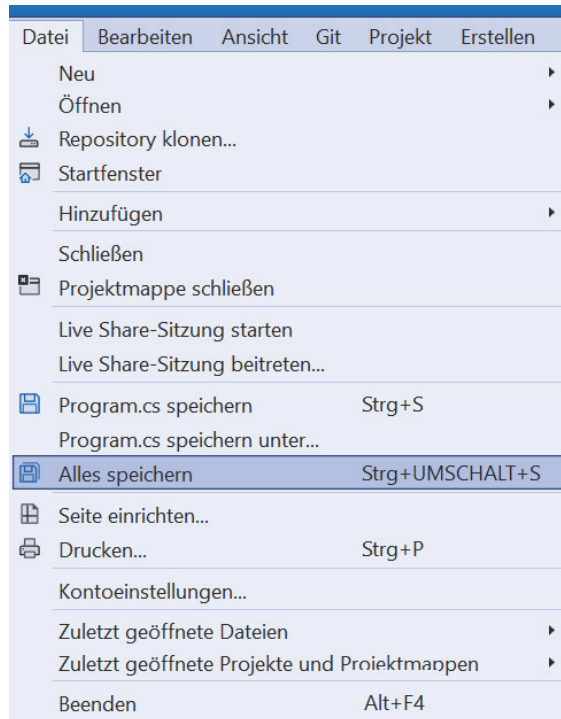 Datei Bearbeiten Ansicht Git Projekt Erstellen
Neu
Öffnen
Repository klonen...
Startfenster
Hinzufügen
Schließen
Projektmappe schließen
Live Share-Sitzung starten
Live Share-Sitzung beitreten...
Program.cs speichern Strg+S
Program.cs speichern unter...
Alles speichern Strg+UMSCHALT+S
Seite einrichten...
Drucken... Strg+P
Kontoeinstellungen...
Zuletzt geöffnete Dateien
Zuletzt geöffnete Projekte und Projektmappen
Beenden Alt+F4